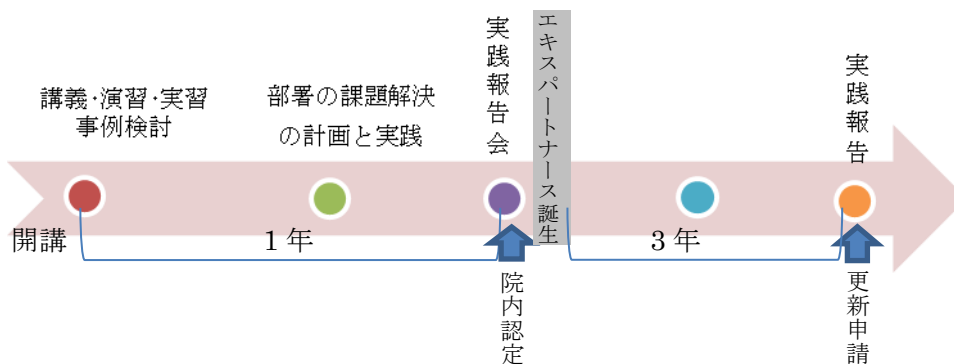 講義・演習・実習
事例検討
部署の課題解決
の計画と実践
実践報告会
エキスパートナース誕生
実践報告
開講
1年
3年
院内認定
更新申請